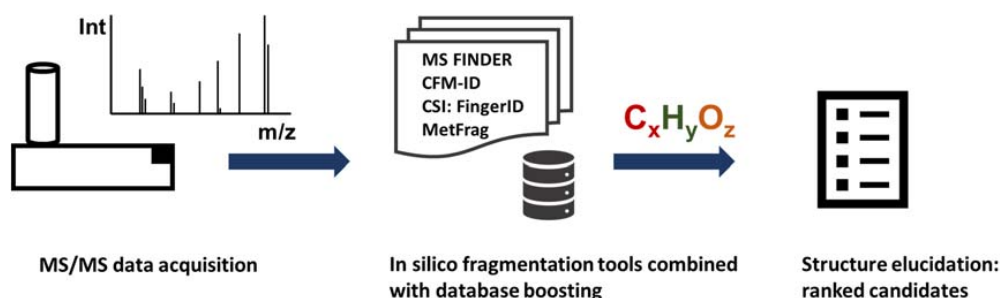 Int
m/z
MS FINDER
CFM-ID
CSI: FingerID
MetFrag
CxHyOz
MS/MS data acquisition
In silico fragmentation tools combined
with database boosting
Structure elucidation:
ranked candidates